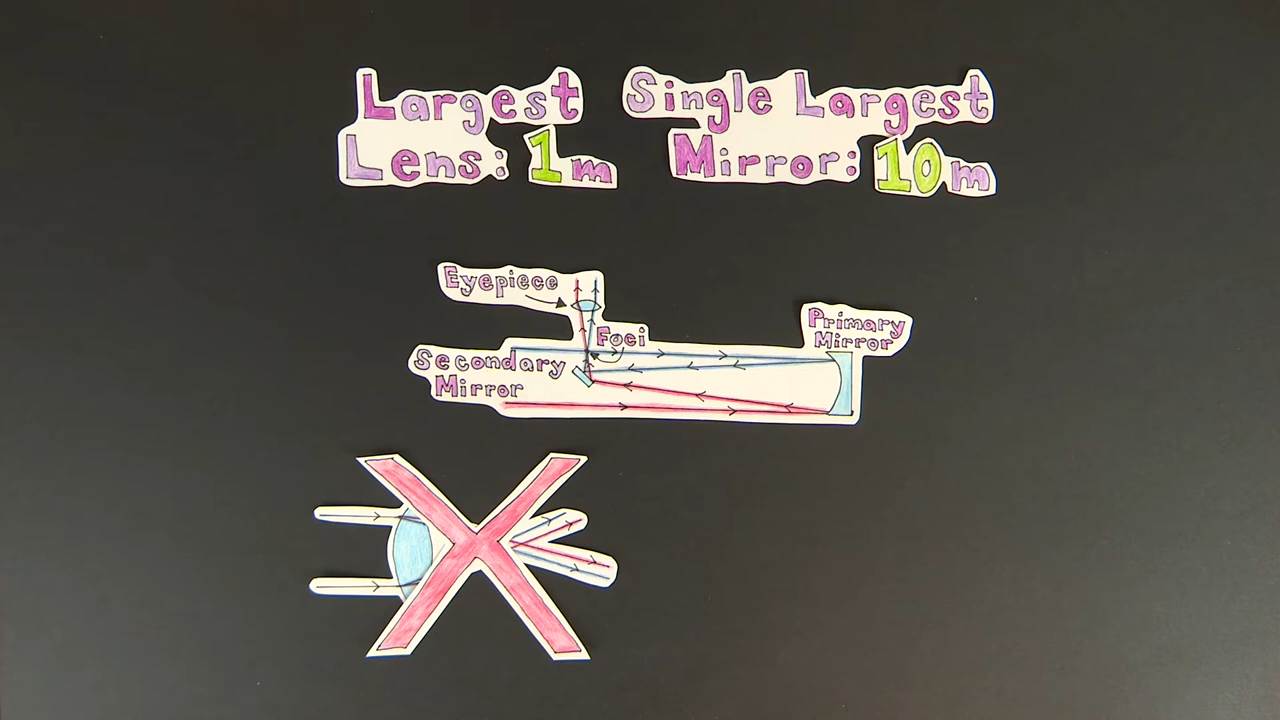 Largest
Lens: 1m
Single Largest
Mirror: 10m
Eyepiece
Foci
Secondary
Mirror
Primary
Mirror